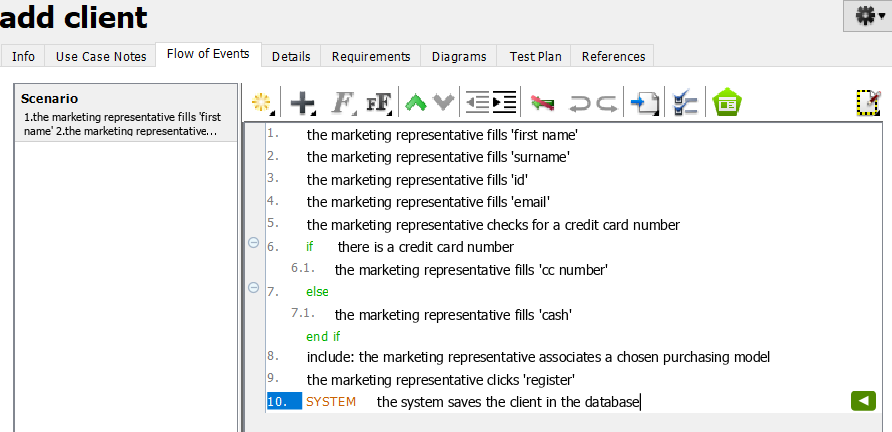 add client
Info Use Case Notes Flow of Events Details Requirements Diagrams Test Plan References
Scenario
1.the marketing representative fills 'first
name' 2.the marketing representative...
F FF
1. the marketing representative fills 'first name'
2. the marketing representative fills 'surname'
3. the marketing representative fills 'id'
4. the marketing representative fills 'email'
5. the marketing representative checks for a credit card number
6. if there is a credit card number
6.1. the marketing representative fills 'cc number'
7. else
7.1. the marketing representative fills 'cash'
end if
8. include: the marketing representative associates a chosen purchasing model
9. the marketing representative clicks 'register'
10. SYSTEM the system saves the client in the database